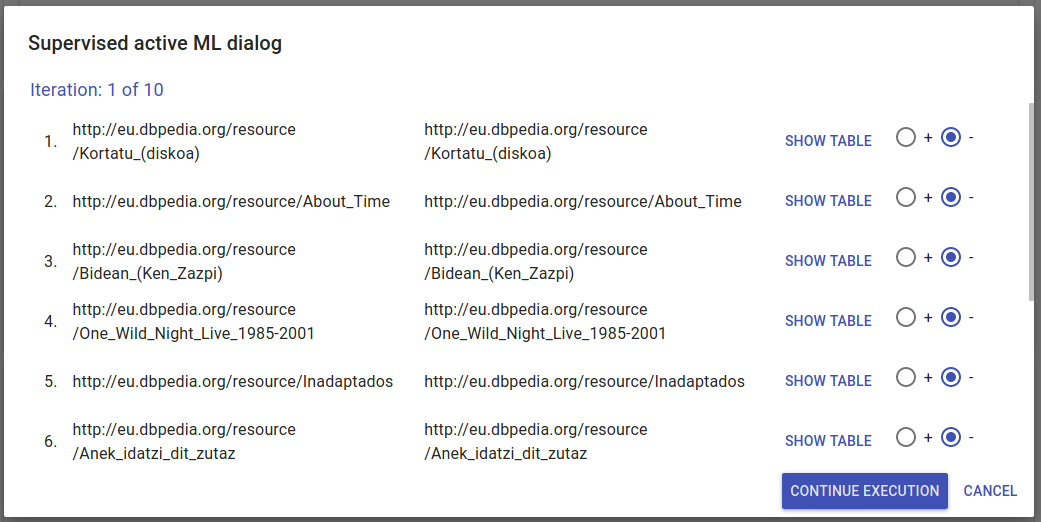 Supervised active ML dialog
Iteration: 1 of 10
1. http://eu.dbpedia.org/resource http://eu.dbpedia.org/resource
/Kortatu_(diskoa) /Kortatu_(diskoa) SHOW TABLE + -
2. http://eu.dbpedia.org/resource/About_Time http://eu.dbpedia.org/resource/About_Time SHOW TABLE + -
3. http://eu.dbpedia.org/resource http://eu.dbpedia.org/resource
/Bidean_(Ken_Zazpi) /Bidean_(Ken_Zazpi) SHOW TABLE + -
4. http://eu.dbpedia.org/resource http://eu.dbpedia.org/resource
/One_Wild_Night_Live_1985-2001 /One_Wild_Night_Live_1985-2001 SHOW TABLE + -
5. http://eu.dbpedia.org/resource/Inadaptados http://eu.dbpedia.org/resource/Inadaptados SHOW TABLE + -
6. http://eu.dbpedia.org/resource http://eu.dbpedia.org/resource
/Anek_idatzi_dit_zutaz /Anek_idatzi_dit_zutaz SHOW TABLE + -
CONTINUE EXECUTION CANCEL